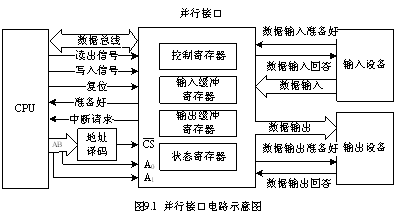 并行接口
数据总线
读出信号
写入信号
复位
准备好
中断请求
CPU
AB
地址
译码
CS
A0
A1
控制寄存器
输入缓冲
寄存器
输出缓冲
寄存器
状态寄存器
数据输入准备好
数据输入回答
数据输入
输入设备
数据输出
数据输出准备好
数据输出回答
输出设备
图9.1 并行接口电路示意图